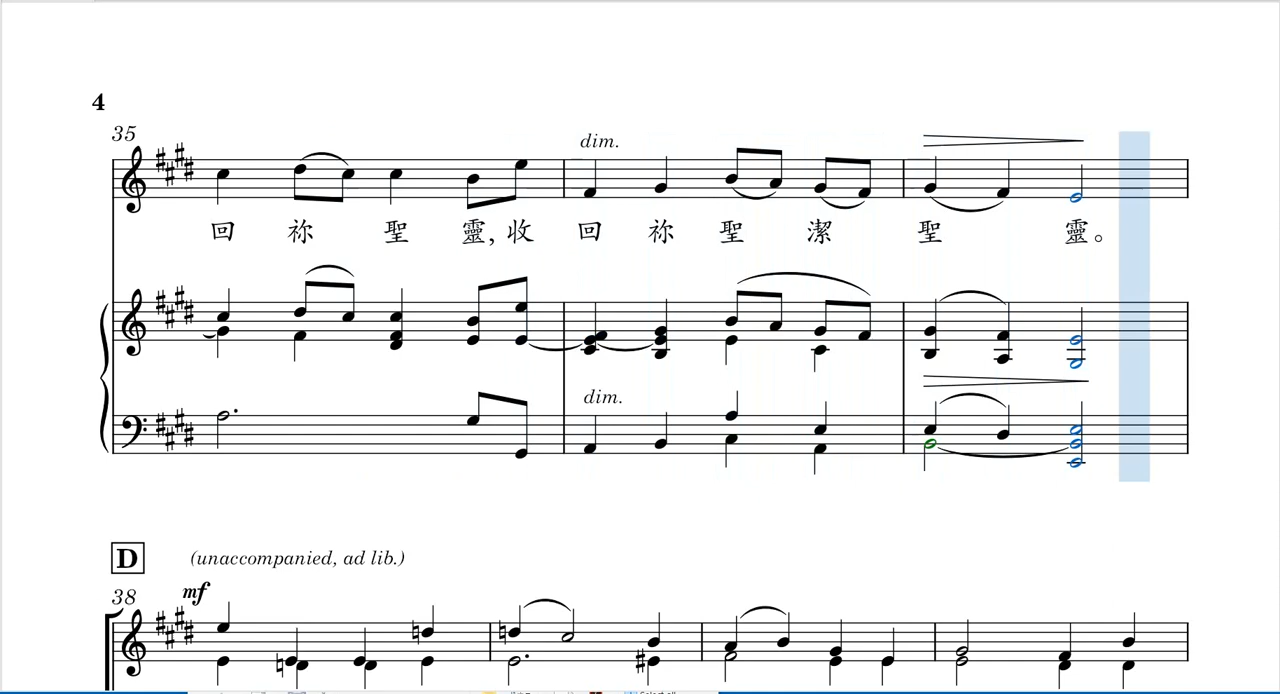 4
35
dim.
回 祢 聖 靈, 收 回 祢 聖 潔 聖 靈。
dim.
D (unaccompanied, ad lib.)
38 mf